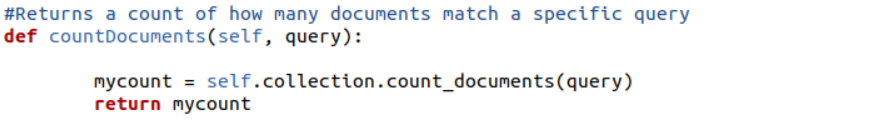 #Returns a count of how many documents match a specific query
def countDocuments(self, query):
        mycount = self.collection.count_documents(query)
        return mycount